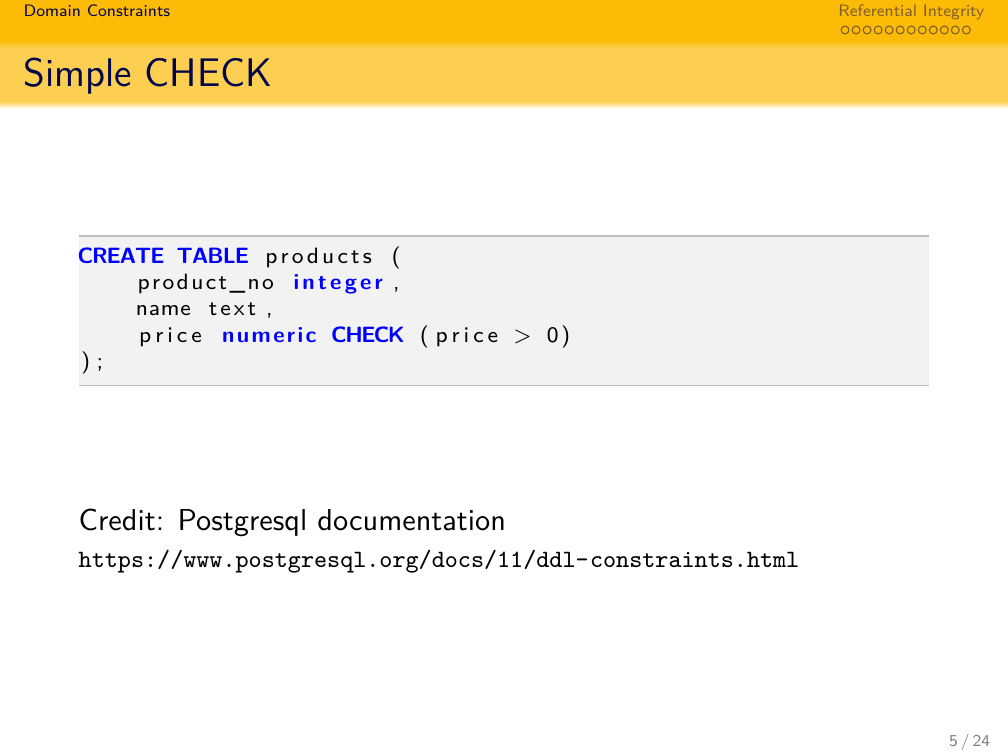 Domain Constraints
Referential Integrity
Simple CHECK
CREATE TABLE products (
    product_no integer,
    name text,
    price numeric CHECK (price > 0)
);
Credit: Postgresql documentation
https://www.postgresql.org/docs/11/ddl-constraints.html
5 / 24